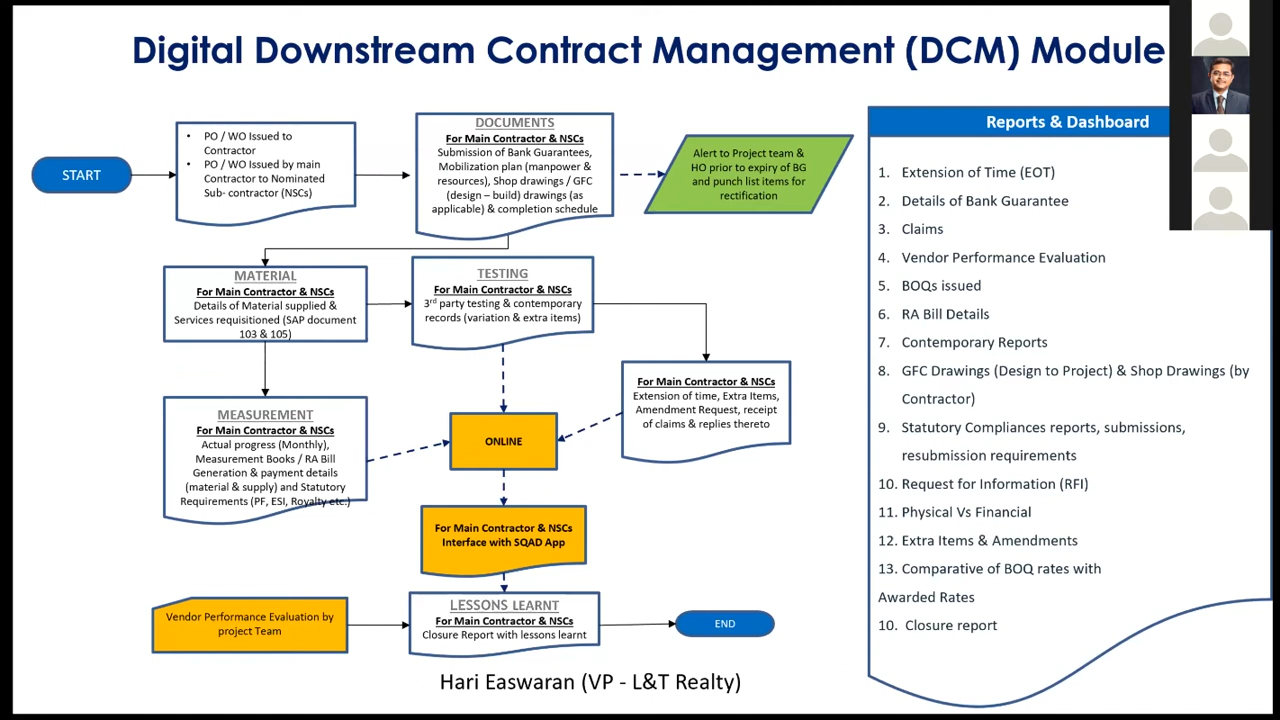 Digital Downstream Contract Management (DCM) Module
START
• PO / WO Issued to
Contractor
• PO / WO Issued by main
Contractor to Nominated
Sub- contractor (NSCs)
DOCUMENTS
For Main Contractor & NSCs
Submission of Bank Guarantees,
Mobilization plan (manpower &
resources), Shop drawings / GFC
(design – build) drawings (as
applicable) & completion schedule
Alert to Project team &
HO prior to expiry of BG
and punch list items for
rectification
MATERIAL
For Main Contractor & NSCs
Details of Material supplied &
Services requisitioned (SAP document
103 & 105)
TESTING
For Main Contractor & NSCs
3rd party testing & contemporary
records (variation & extra items)
For Main Contractor & NSCs
Extension of time, Extra Items,
Amendment Request, receipt
of claims & replies thereto
MEASUREMENT
For Main Contractor & NSCs
Actual progress (Monthly),
Measurement Books / RA Bill
Generation & payment details
(material & supply) and Statutory
Requirements (PF, ESI, Royalty etc.)
ONLINE
For Main Contractor & NSCs
Interface with SQAD App
Vendor Performance Evaluation by
project Team
LESSONS LEARNT
For Main Contractor & NSCs
Closure Report with lessons learnt
END
Hari Easwaran (VP - L&T Realty)
Reports & Dashboard
1. Extension of Time (EOT)
2. Details of Bank Guarantee
3. Claims
4. Vendor Performance Evaluation
5. BOQs issued
6. RA Bill Details
7. Contemporary Reports
8. GFC Drawings (Design to Project) & Shop Drawings (by
Contractor)
9. Statutory Compliances reports, submissions,
resubmission requirements
10. Request for Information (RFI)
11. Physical Vs Financial
12. Extra Items & Amendments
13. Comparative of BOQ rates with
Awarded Rates
10. Closure report